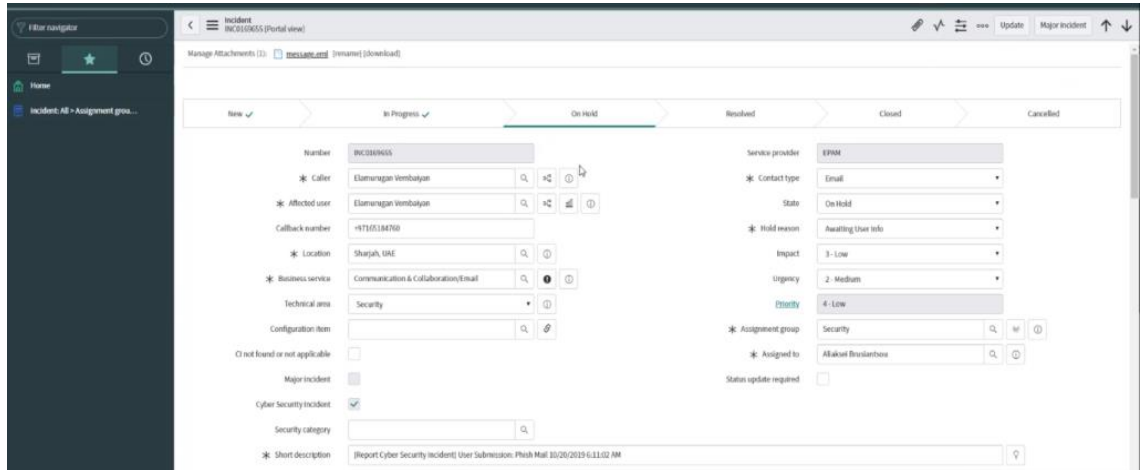 Filter navigator
Incident
INC0169655 (Portal view)
Update
Major incident
Manage Attachments (1): message.eml [rename] [download]
Home
Incident: All > Assignment grou...
New
In Progress
On Hold
Resolved
Closed
Cancelled
Number INC0169655
Service provider EPAM
Caller Elamurugan Vembaiyan
Contact type Email
Affected user Elamurugan Vembaiyan
State On Hold
Callback number +97165184760
Hold reason Awaiting User Info
Location Sharjah, UAE
Impact 3 - Low
Business service Communication & Collaboration/Email
Urgency 2 - Medium
Technical area Security
Priority 4 - Low
Configuration item
Assignment group Security
CI not found or not applicable
Assigned to Aliaksei
Major incident
Status update required
Cyber Security Incident
Security category
Short description [Report Cyber Security Incident] User Submission: Phish Mail 10/20/2019 6:11:02 AM